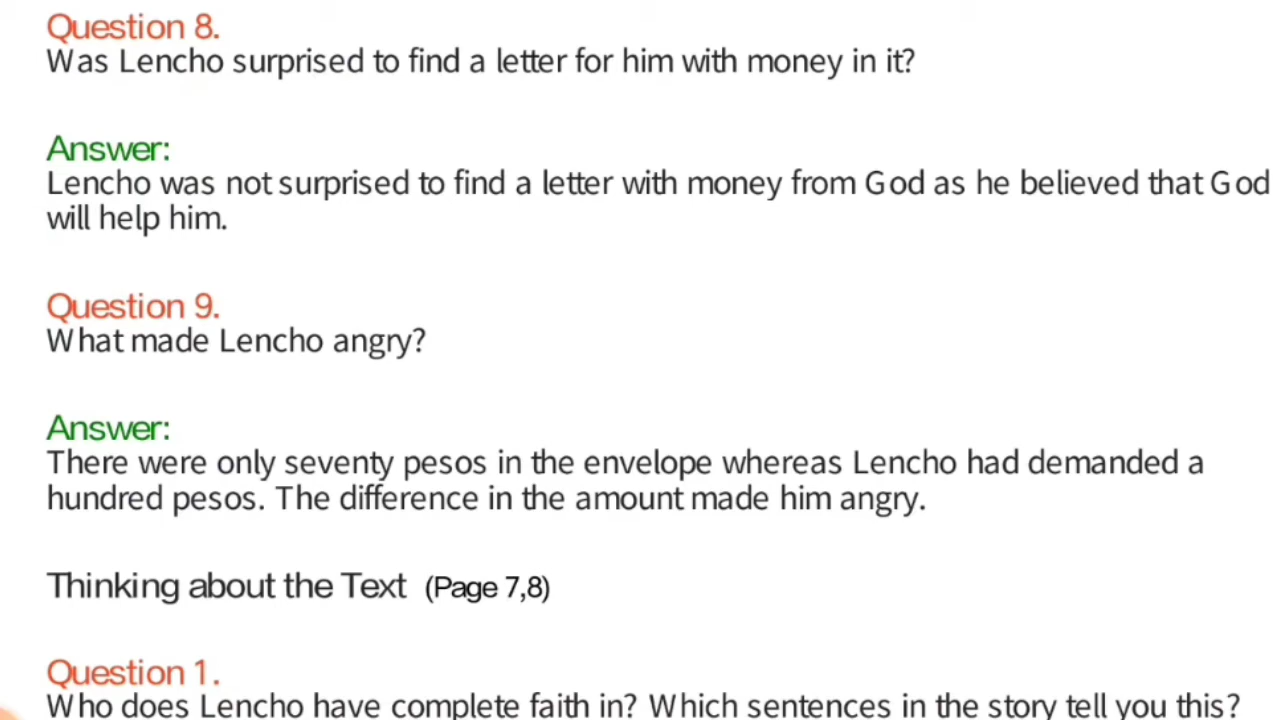 Question 8.
Was Lencho surprised to find a letter for him with money in it?
Answer:
Lencho was not surprised to find a letter with money from God as he believed that God
will help him.
Question 9.
What made Lencho angry?
Answer:
There were only seventy pesos in the envelope whereas Lencho had demanded a
hundred pesos. The difference in the amount made him angry.
Thinking about the Text (Page 7,8)
Question 1.
Who does Lencho have complete faith in? Which sentences in the story tell you this?